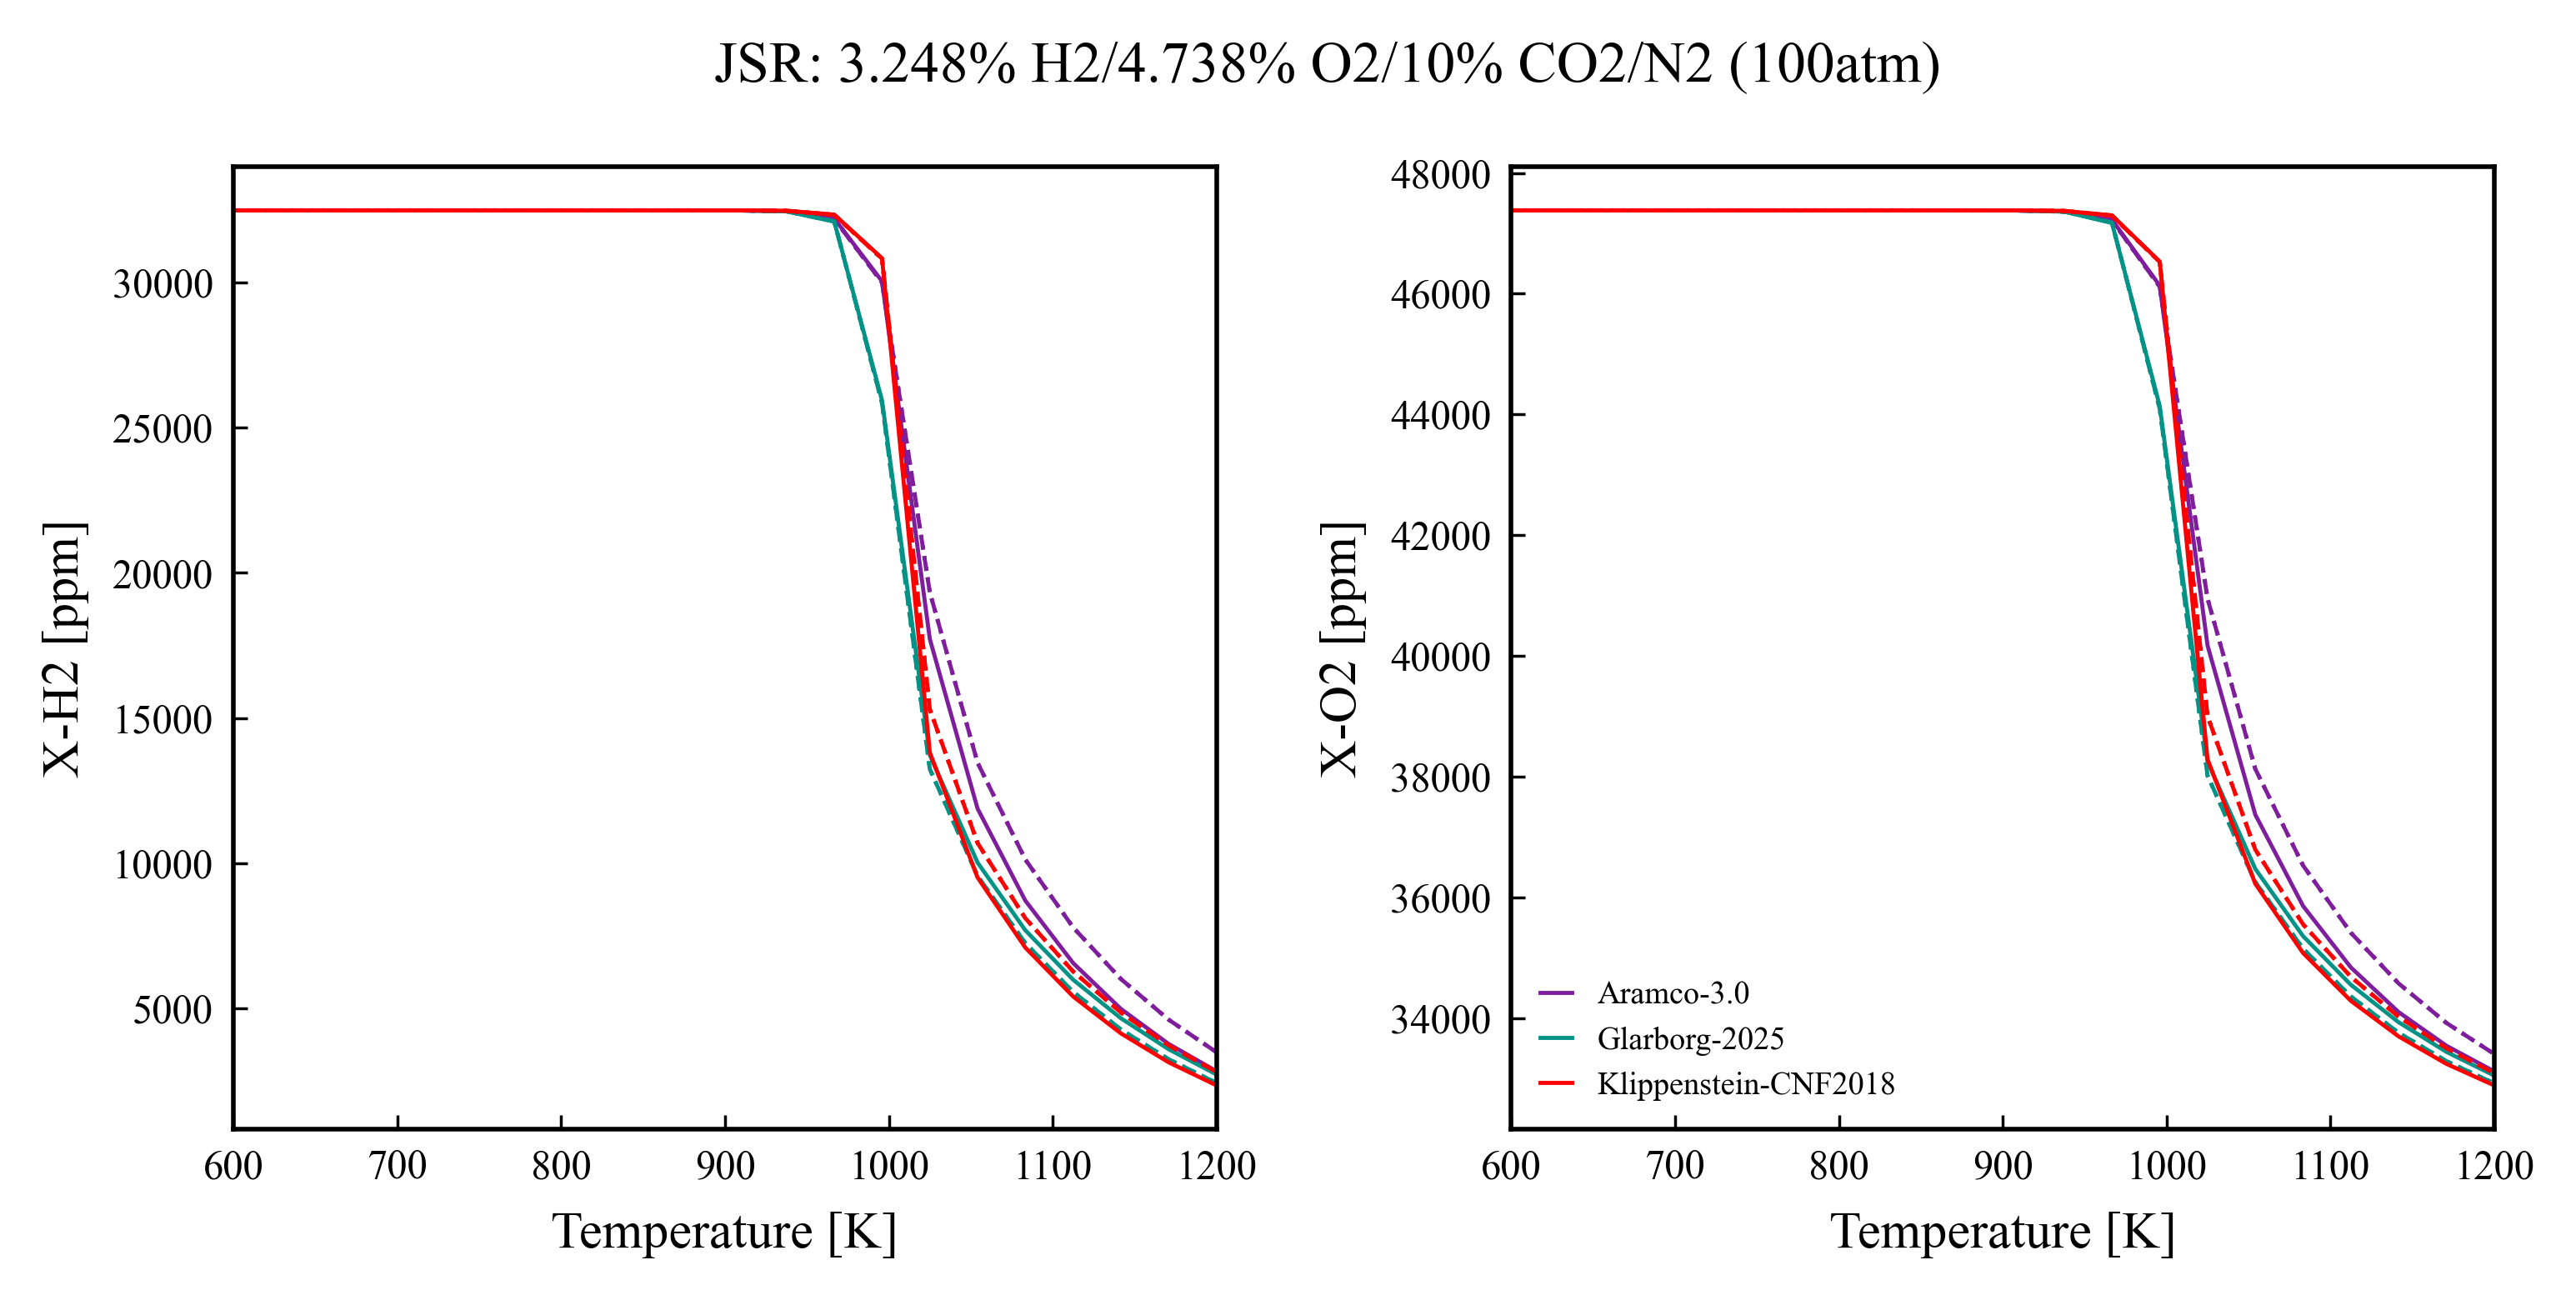 JSR: 3.248% H2/4.738% O2/10% CO2/N2 (100atm)
X-H2 [ppm]
30000
25000
20000
15000
10000
5000
600 700 800 900 1000 1100 1200
Temperature [K]
X-O2 [ppm]
48000
46000
44000
42000
40000
38000
36000
34000
Aramco-3.0
Glarborg-2025
Klippenstein-CNF2018
600 700 800 900 1000 1100 1200
Temperature [K]